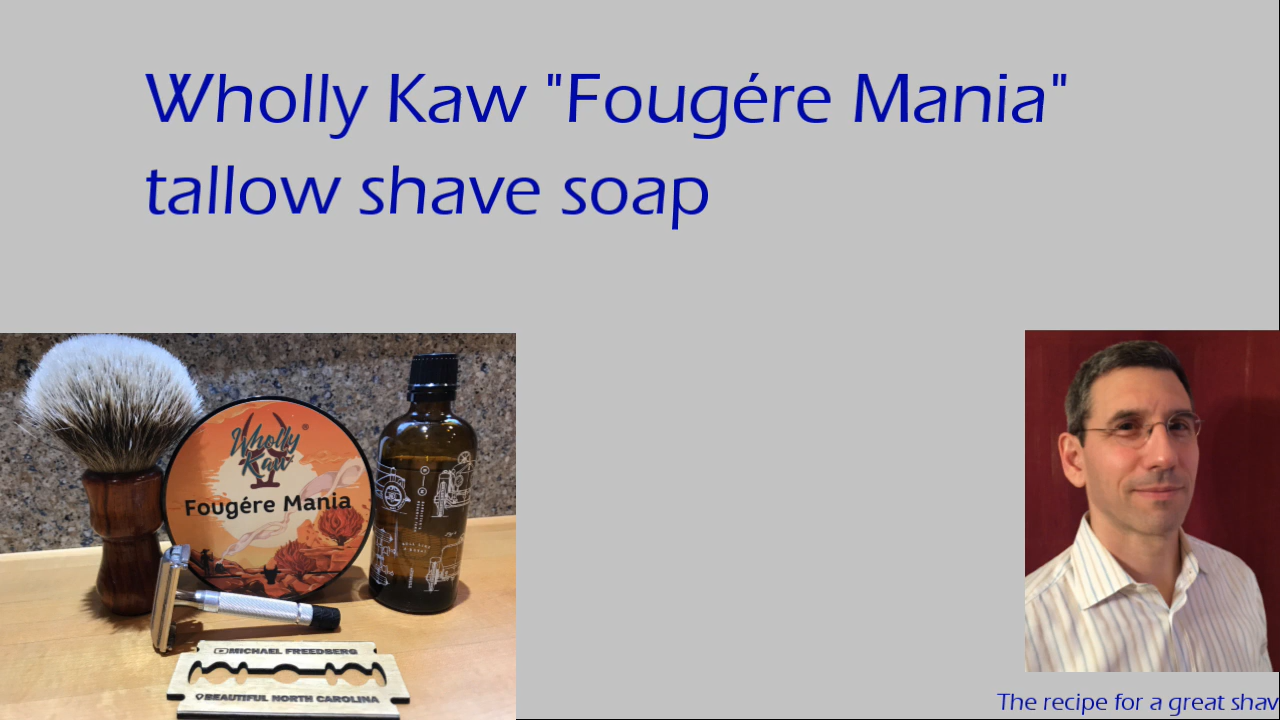 Wholly Kaw "Fougére Mania"
tallow shave soap
Wholly
Kaw
®
Fougére Mania
MICHAEL FREEDBERG
BEAUTIFUL NORTH CAROLINA
The recipe for a great shav